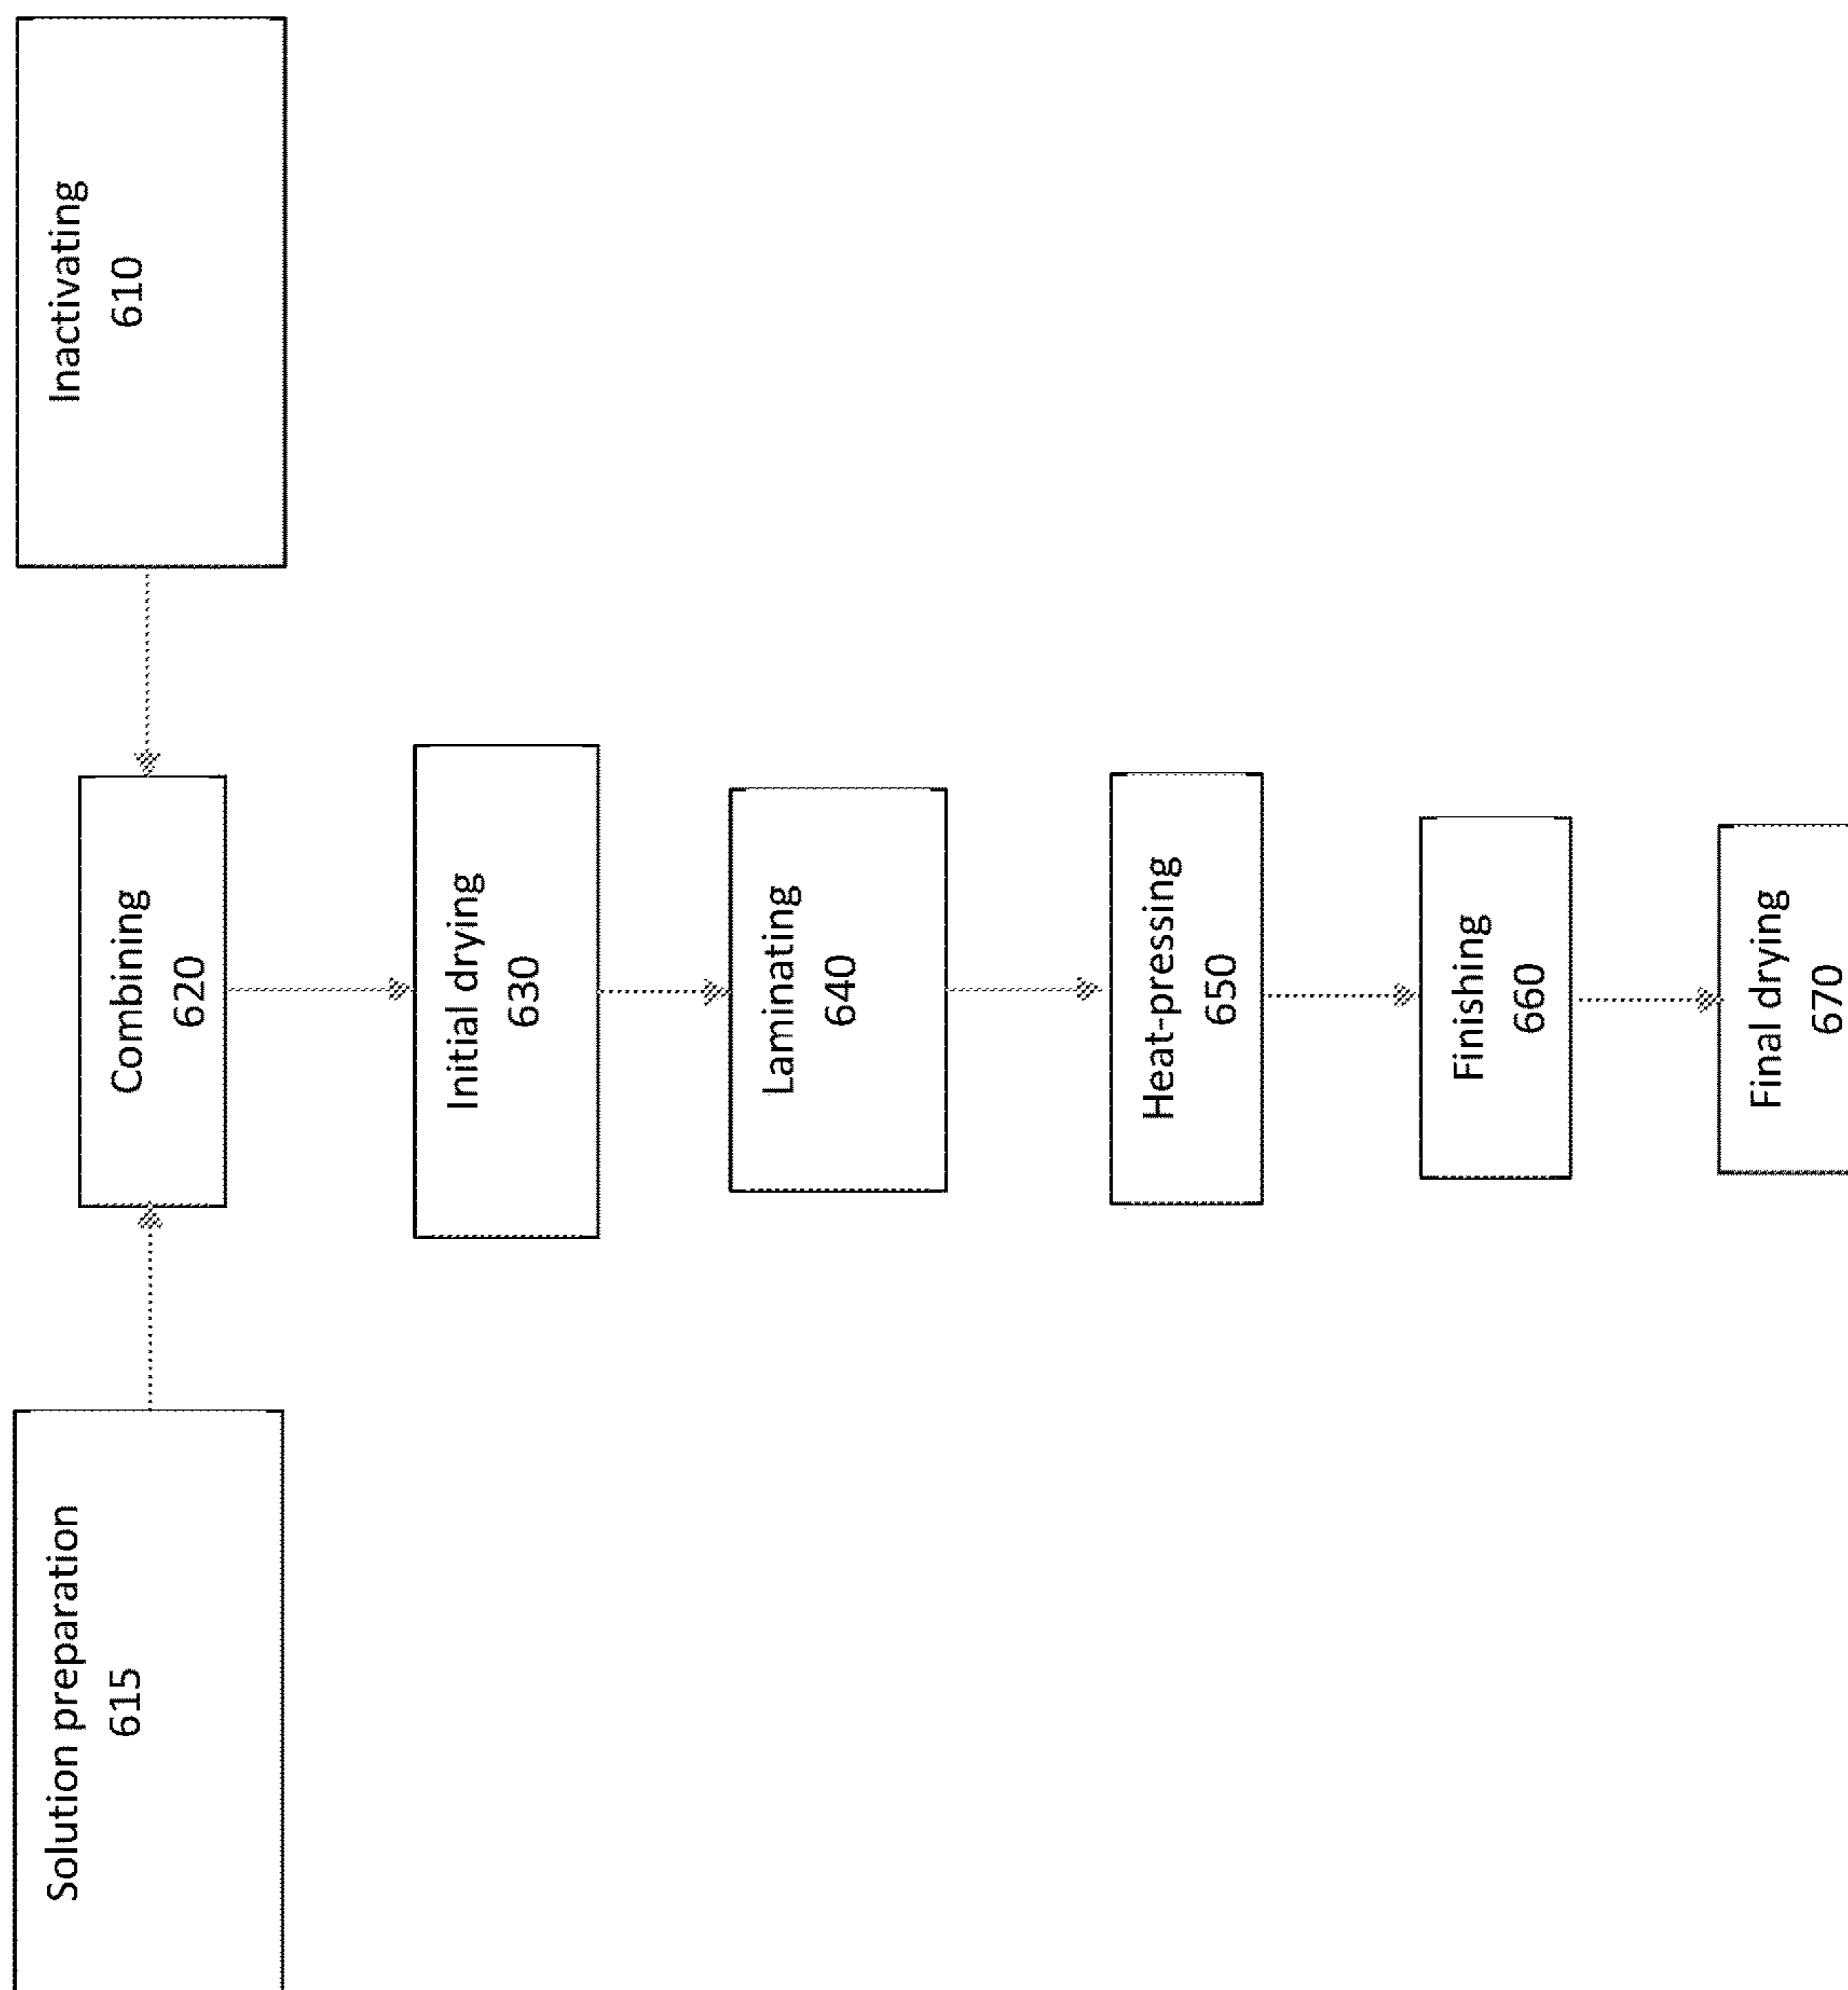 Solution preparation
615
Inactivating
610
Combining
620
Initial drying
630
Laminating
640
Heat-pressing
650
Finishing
660
Final drying
670